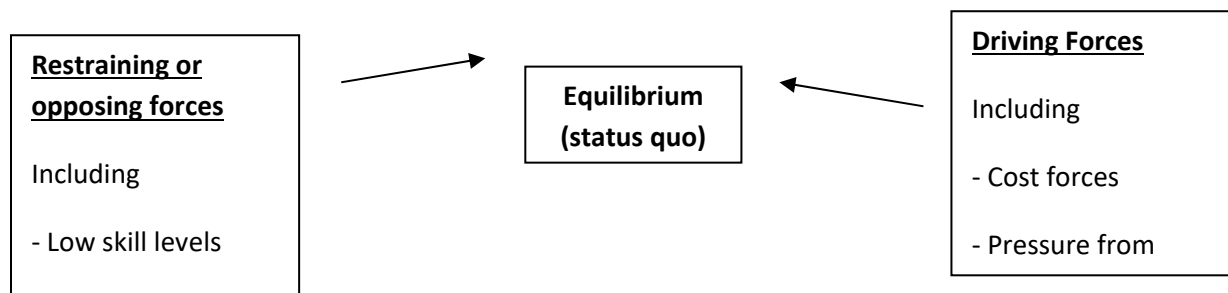 Restraining or
opposing forces
Including
- Low skill levels
Equilibrium
(status quo)
Driving Forces
Including
- Cost forces
- Pressure from